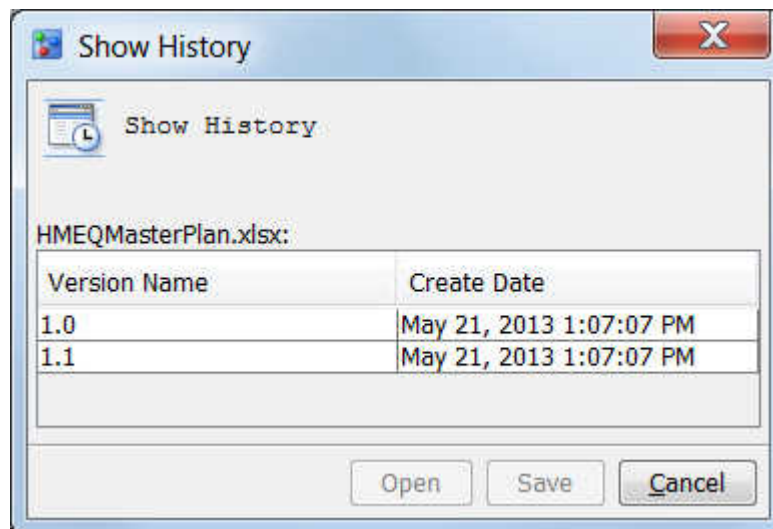 Show History
Show History
HMEQMasterPlan.xlsx:
Version Name Create Date
1.0 May 21, 2013 1:07:07 PM
1.1 May 21, 2013 1:07:07 PM
Open Save Cancel